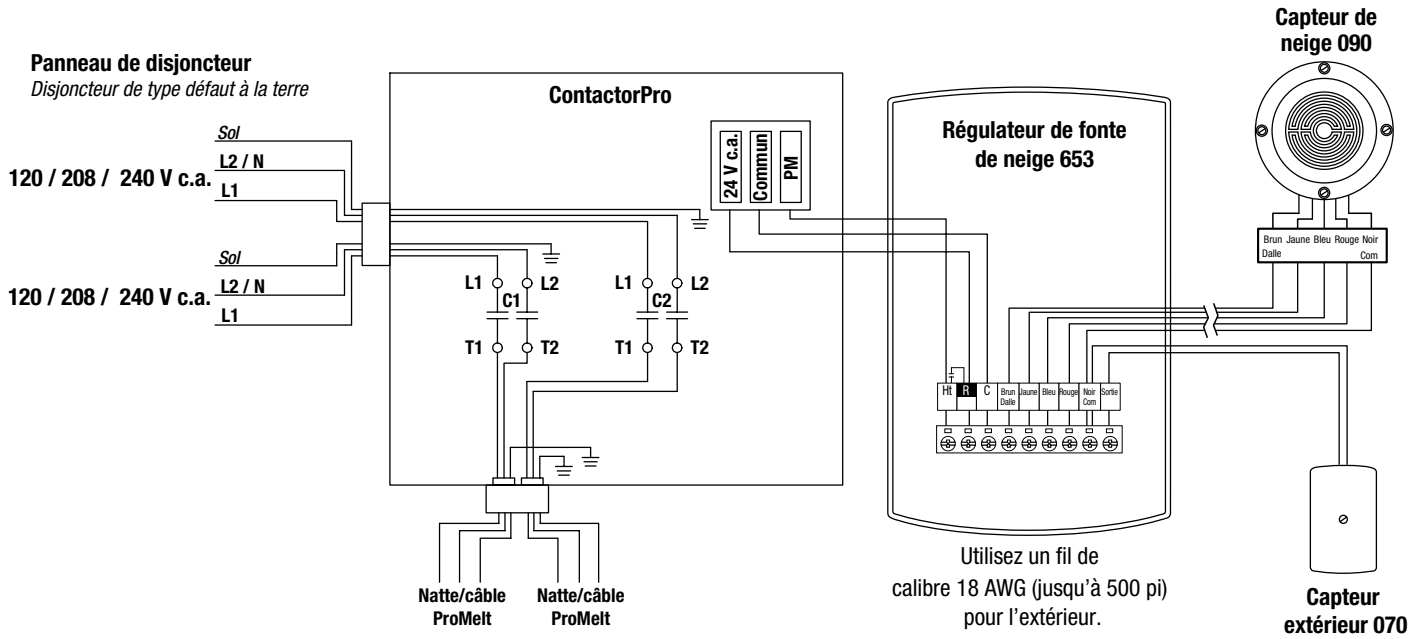 Panneau de disjoncteur
Disjoncteur de type défaut à la terre
Sol
L2 / N
120 / 208 / 240 V c.a.
L1
Sol
L2 / N
120 / 208 / 240 V c.a.
L1
ContactorPro
24 V c.a.
Commun
PM
L1
L2
C1
T1
T2
L1
L2
C2
T1
T2
Natte/câble
ProMelt
Natte/câble
ProMelt
Régulateur de fonte
de neige 653
Ht
R
C
Brun
Dalle
Jaune
Bleu
Rouge
Noir
Com
Sortie
Utilisez un fil de
calibre 18 AWG (jusqu'à 500 pi)
pour l'extérieur.
Capteur de
neige 090
Brun Jaune Bleu Rouge Noir
Dalle Com
Capteur
extérieur 070